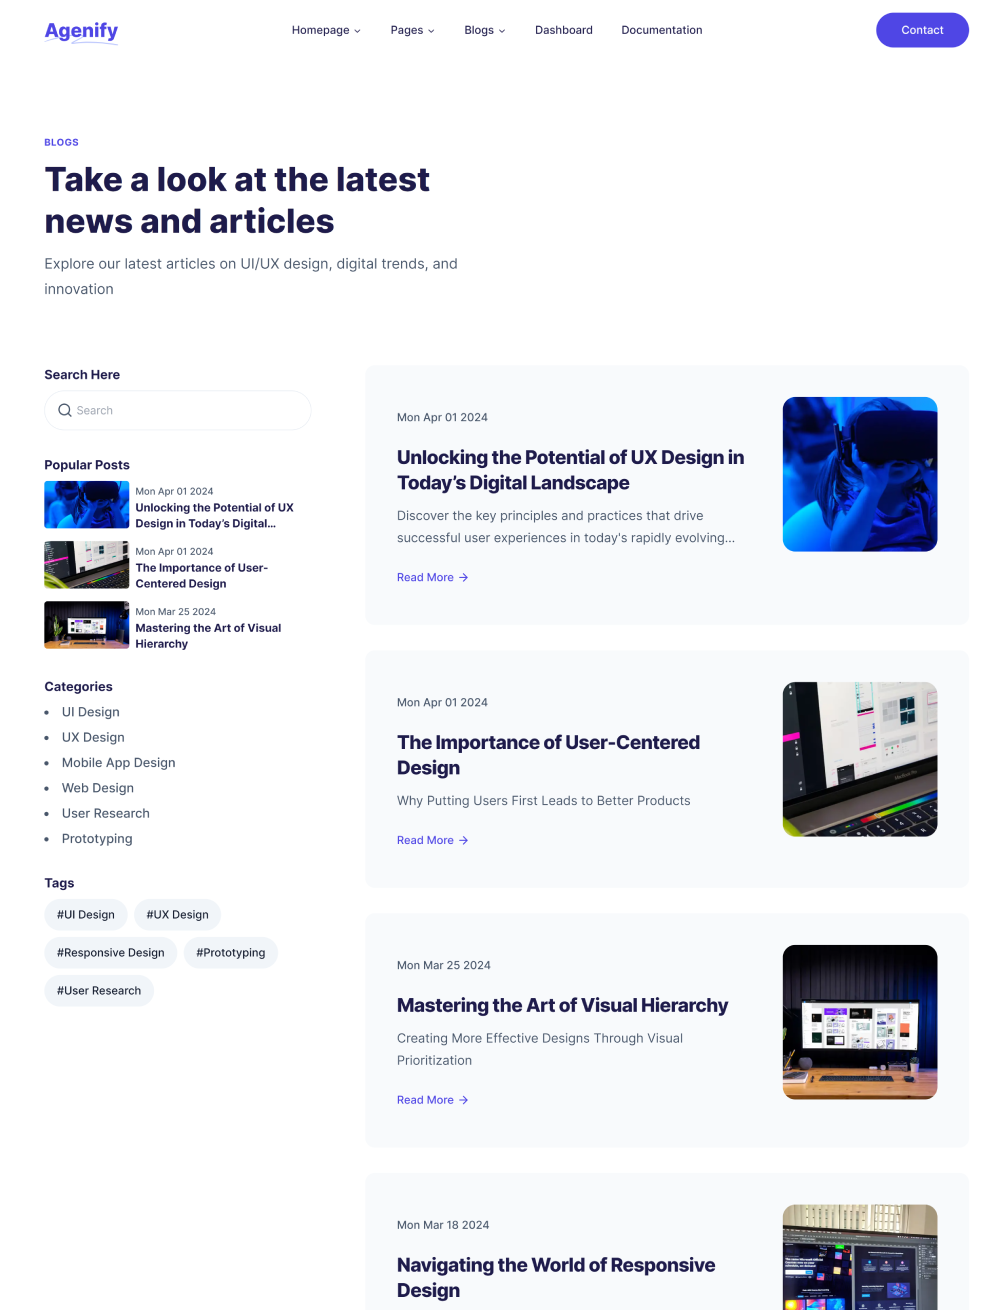 Agenify
Homepage
Pages
Blogs
Dashboard
Documentation
Contact
BLOGS
Take a look at the latest
news and articles
Explore our latest articles on UI/UX design, digital trends, and
innovation
Search Here
Search
Popular Posts
Mon Apr 01 2024
Unlocking the Potential of UX
Design in Today’s Digital...
Mon Apr 01 2024
The Importance of User-
Centered Design
Mon Mar 25 2024
Mastering the Art of Visual
Hierarchy
Categories
UI Design
UX Design
Mobile App Design
Web Design
User Research
Prototyping
Tags
#UI Design
#UX Design
#Responsive Design
#Prototyping
#User Research
Mon Apr 01 2024
Unlocking the Potential of UX Design in
Today’s Digital Landscape
Discover the key principles and practices that drive
successful user experiences in today's rapidly evolving...
Read More →
Mon Apr 01 2024
The Importance of User-Centered
Design
Why Putting Users First Leads to Better Products
Read More →
MacBook Pro
Mon Mar 25 2024
Mastering the Art of Visual Hierarchy
Creating More Effective Designs Through Visual
Prioritization
Read More →
Mon Mar 18 2024
Navigating the World of Responsive
Design